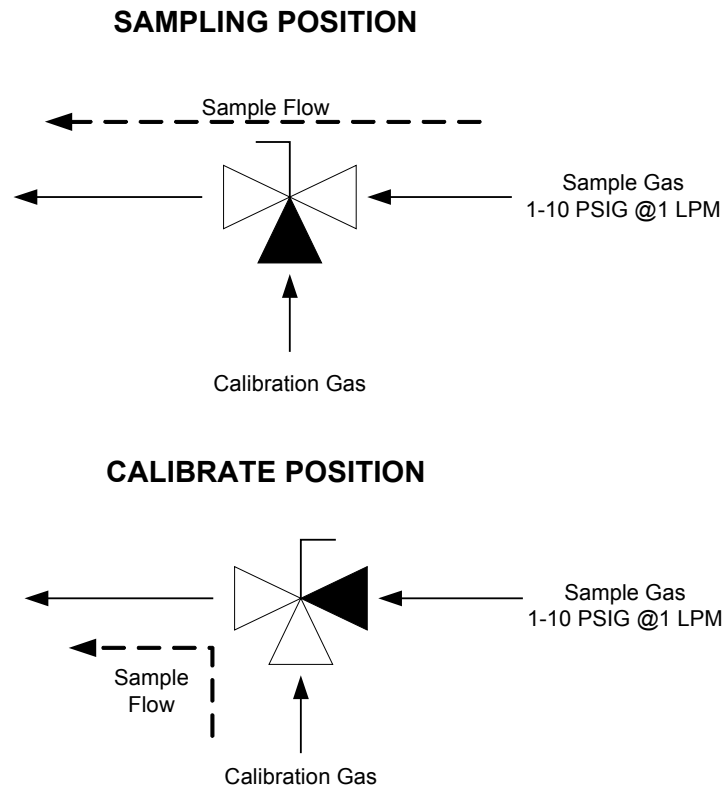 SAMPLING POSITION
Sample Flow
Sample Gas
1-10 PSIG @1 LPM
Calibration Gas
CALIBRATE POSITION
Sample Gas
1-10 PSIG @1 LPM
Sample
Flow
Calibration Gas